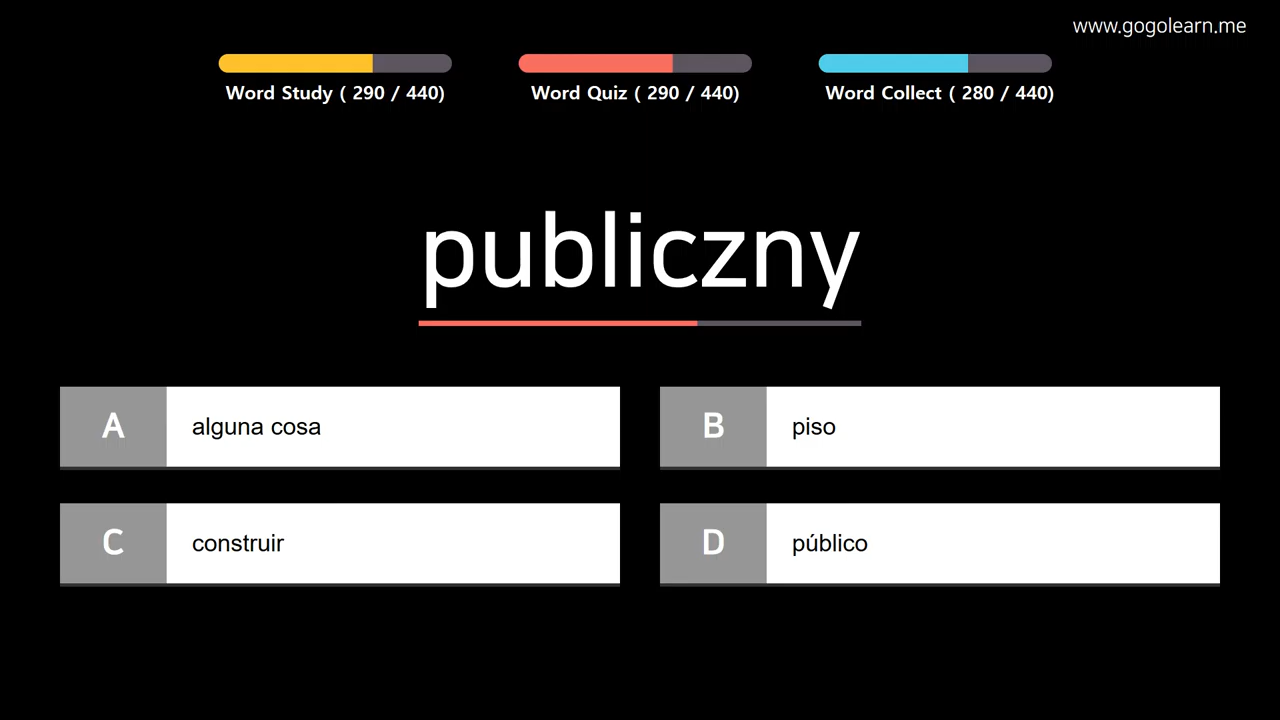 www.gogolearn.me
Word Study ( 290 / 440)
Word Quiz ( 290 / 440)
Word Collect ( 280 / 440)
publiczny
A alguna cosa
B piso
C construir
D público